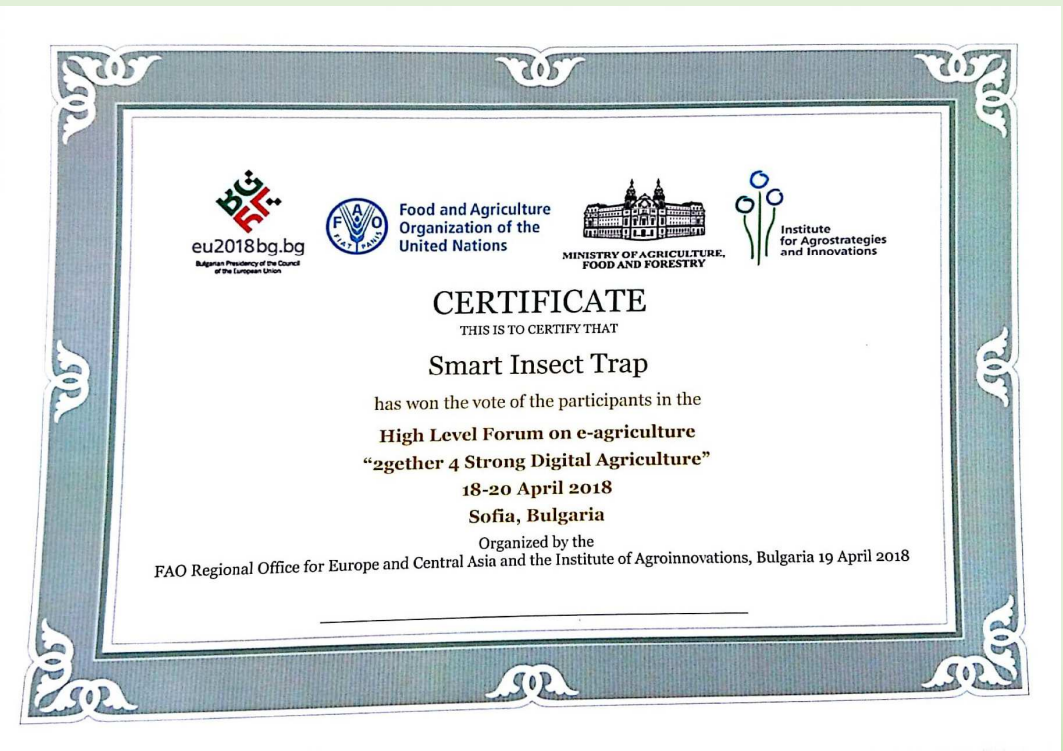 eu2018bg.bg
Bulgarian Presidency of the Council
of the European Union
FAO
FIAT PANIS
Food and Agriculture
Organization of the
United Nations
MINISTRY OF AGRICULTURE,
FOOD AND FORESTRY
Institute
for Agrostrategies
and Innovations
CERTIFICATE
THIS IS TO CERTIFY THAT
Smart Insect Trap
has won the vote of the participants in the
High Level Forum on e-agriculture
“2gether 4 Strong Digital Agriculture”
18-20 April 2018
Sofia, Bulgaria
Organized by the
FAO Regional Office for Europe and Central Asia and the Institute of Agroinnovations, Bulgaria 19 April 2018